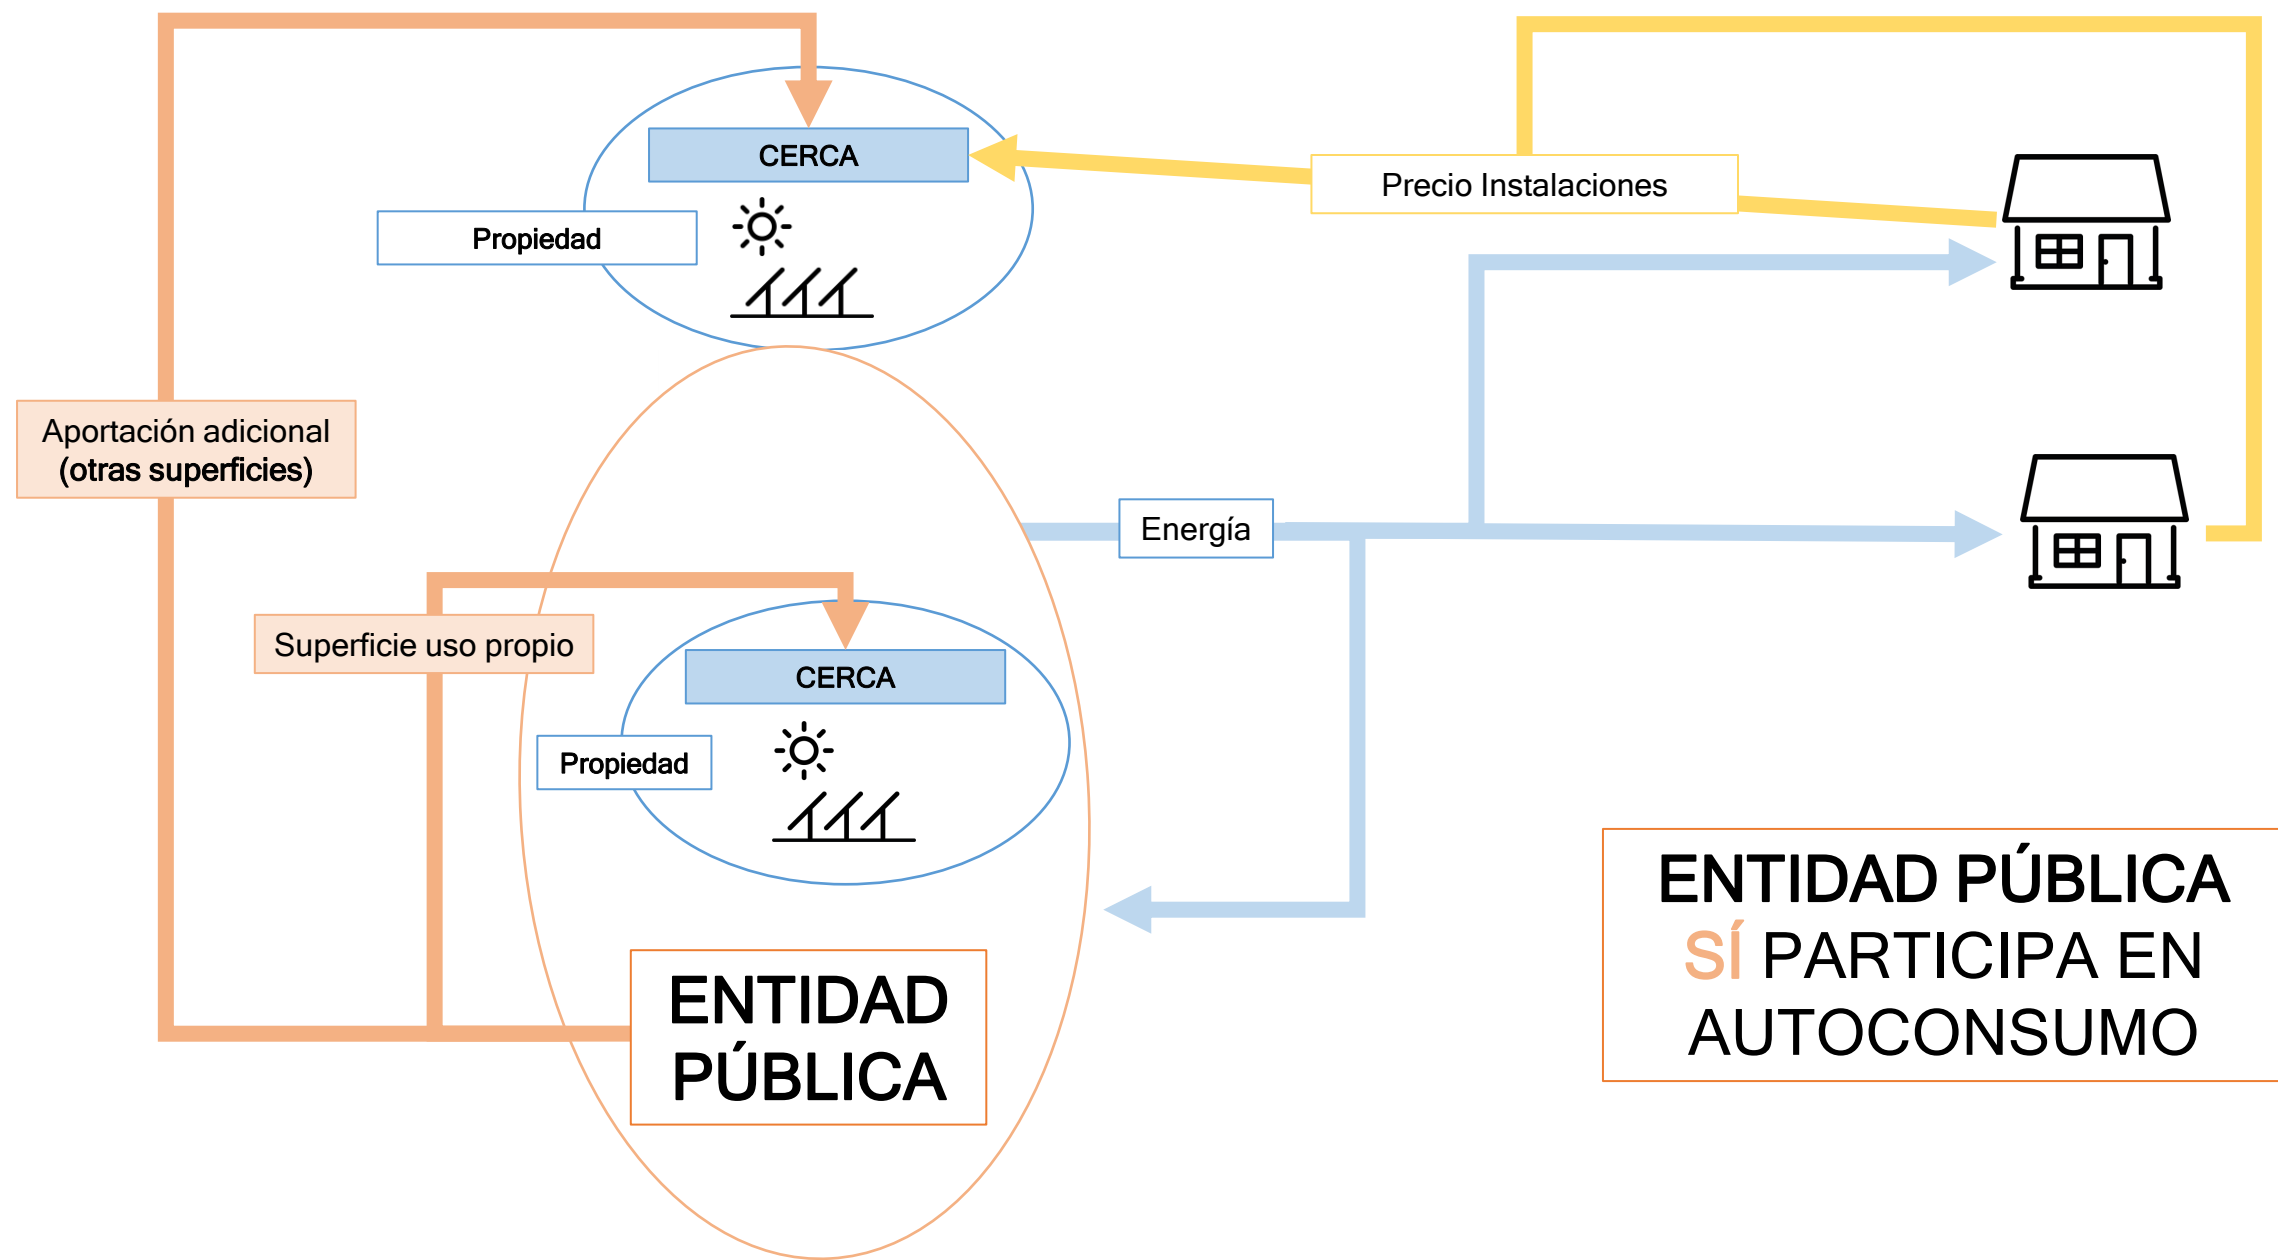 CERCA
Precio Instalaciones
Propiedad
Aportación adicional
(otras superficies)
Energía
Superficie uso propio
CERCA
Propiedad
ENTIDAD
PÚBLICA
ENTIDAD PÚBLICA
SÍ PARTICIPA EN
AUTOCONSUMO